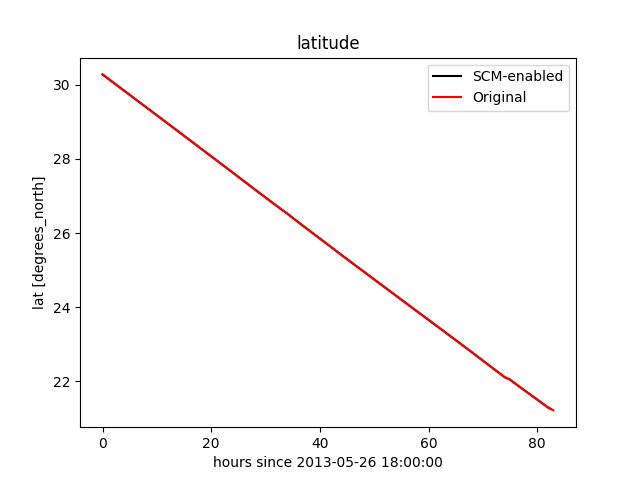 latitude
SCM-enabled
Original
lat [degrees_north]
30
28
26
24
22
0 20 40 60 80
hours since 2013-05-26 18:00:00